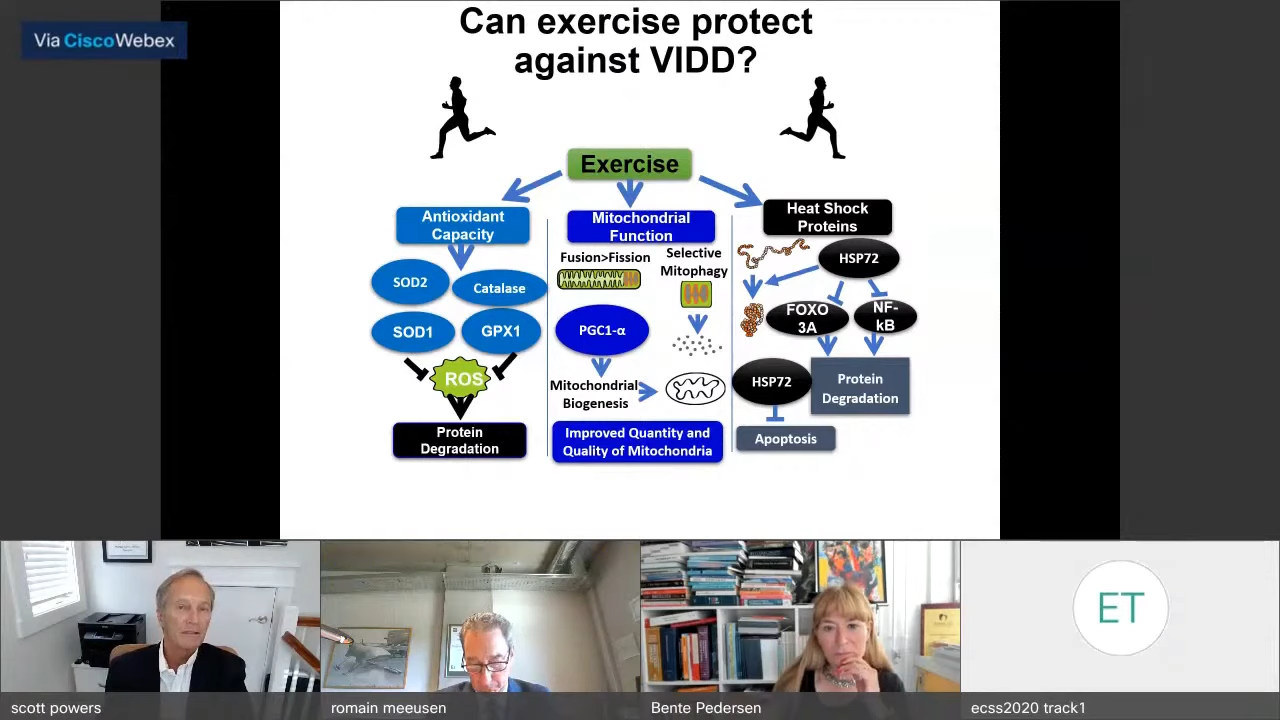 Via Cisco Webex
Can exercise protect
against VIDD?
Exercise
Antioxidant
Capacity
SOD2
Catalase
SOD1
GPX1
ROS
Protein
Degradation
Mitochondrial
Function
Fusion>Fission
Selective
Mitophagy
PGC1-α
Mitochondrial
Biogenesis
Improved Quantity and
Quality of Mitochondria
Heat Shock
Proteins
HSP72
FOXO
3A
NF-
kB
HSP72
Protein
Degradation
Apoptosis
ET
scott powers
romain meeusen
Bente Pedersen
ecss2020 track1